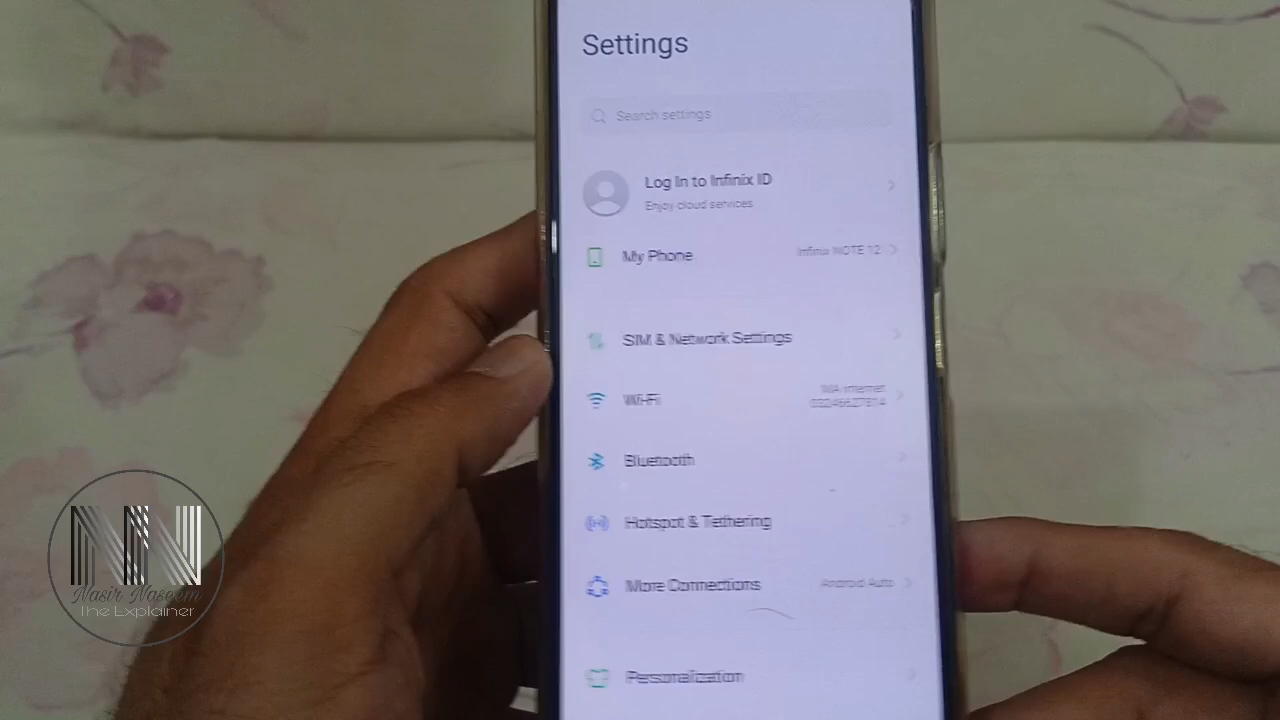 Settings
Search settings
Log In to Infinix ID
Enjoy cloud services
My Phone
Infinix NOTE 12
SIM & Network Settings
Wi-Fi
Bluetooth
Hotspot & Tethering
More Connections
Android Auto
Personalization
NN
Nasir Naseem
The Explainer